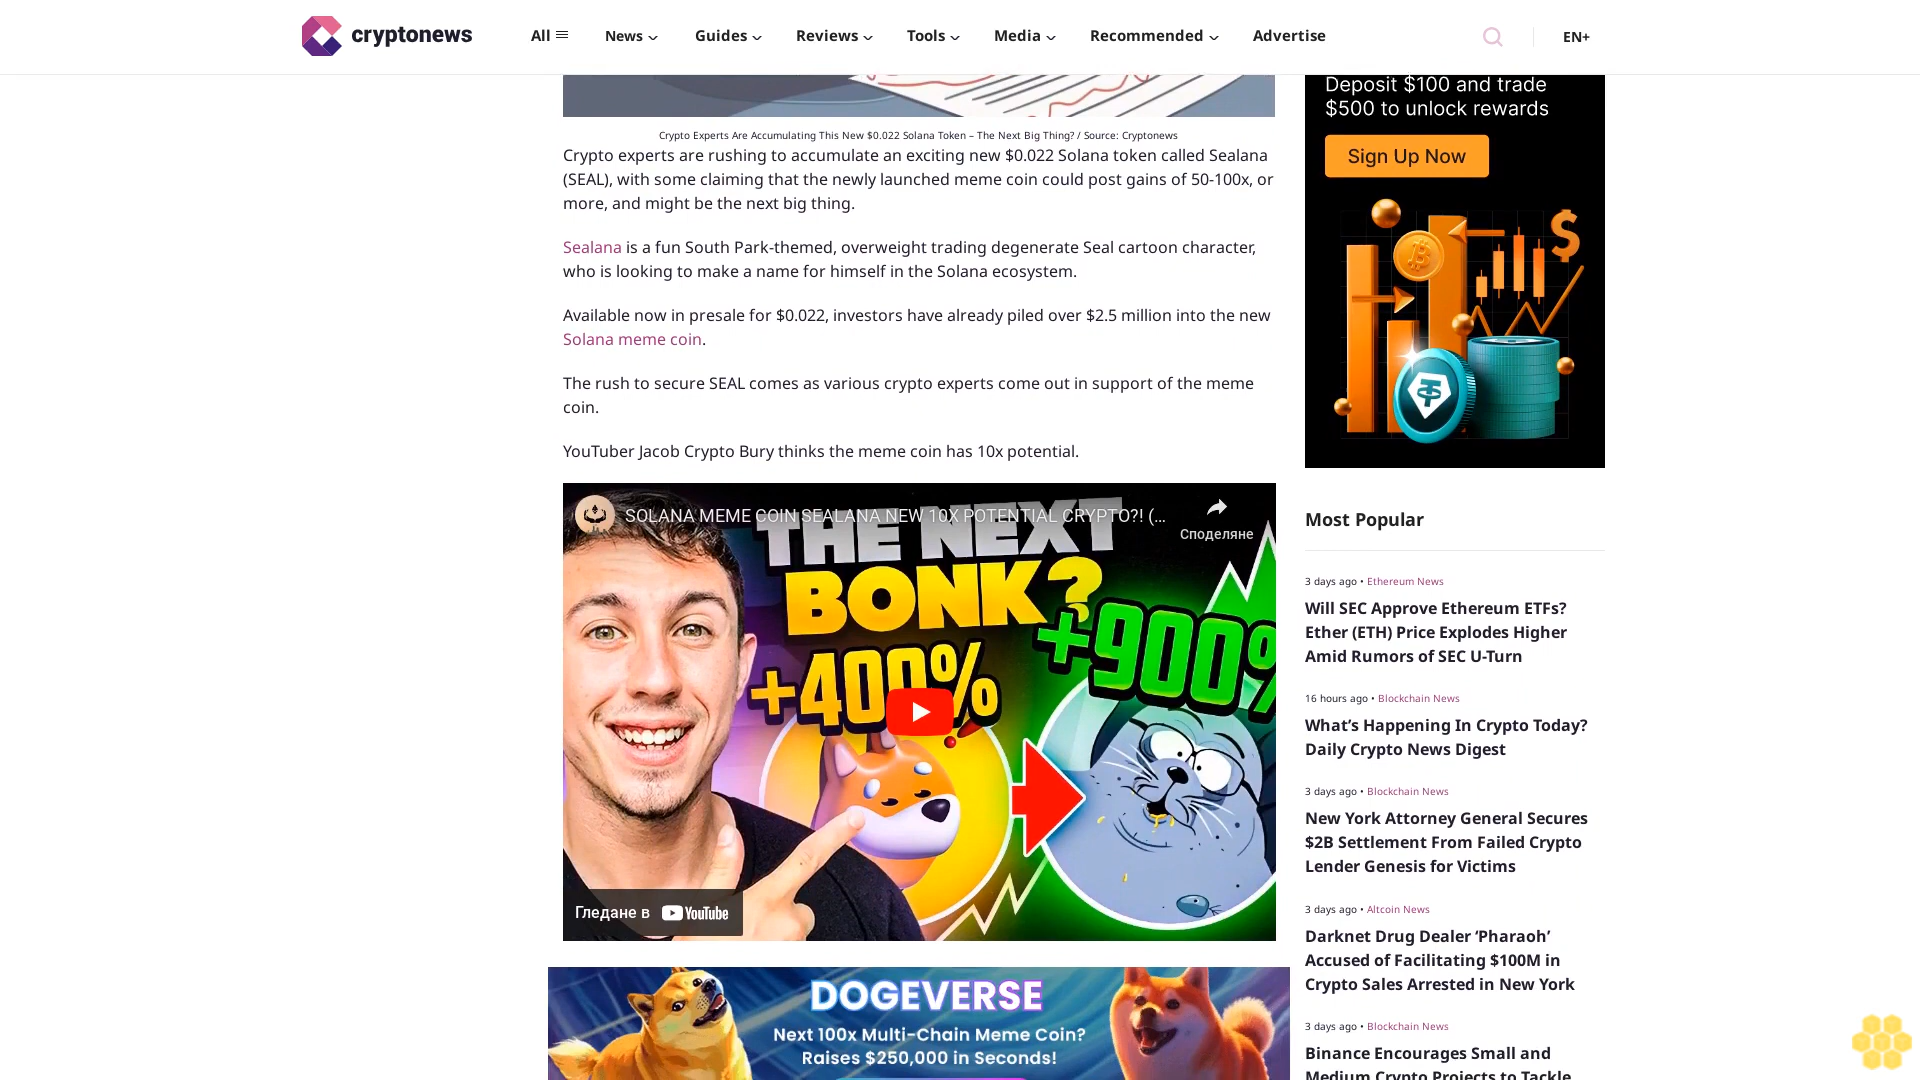 cryptonews
All
News
Guides
Reviews
Tools
Media
Recommended
Advertise
EN+
Crypto Experts Are Accumulating This New $0.022 Solana Token – The Next Big Thing? / Source: Cryptonews
Crypto experts are rushing to accumulate an exciting new $0.022 Solana token called Sealana
(SEAL), with some claiming that the newly launched meme coin could post gains of 50-100x, or
more, and might be the next big thing.
Sealana is a fun South Park-themed, overweight trading degenerate Seal cartoon character,
who is looking to make a name for himself in the Solana ecosystem.
Available now in presale for $0.022, investors have already piled over $2.5 million into the new
Solana meme coin.
The rush to secure SEAL comes as various crypto experts come out in support of the meme
coin.
YouTuber Jacob Crypto Bury thinks the meme coin has 10x potential.
SOLANA MEME COIN SEALANA NEW 10X POTENTIAL CRYPTO?! (...
Споделяне
THE NEXT
BONK?
+400%
+900%
Гледане в YouTube
DOGEVERSE
Next 100x Multi-Chain Meme Coin?
Raises $250,000 in Seconds!
Deposit $100 and trade
$500 to unlock rewards
Sign Up Now
Most Popular
3 days ago • Ethereum News
Will SEC Approve Ethereum ETFs?
Ether (ETH) Price Explodes Higher
Amid Rumors of SEC U-Turn
16 hours ago • Blockchain News
What’s Happening In Crypto Today?
Daily Crypto News Digest
3 days ago • Blockchain News
New York Attorney General Secures
$2B Settlement From Failed Crypto
Lender Genesis for Victims
3 days ago • Altcoin News
Darknet Drug Dealer ‘Pharaoh’
Accused of Facilitating $100M in
Crypto Sales Arrested in New York
3 days ago • Blockchain News
Binance Encourages Small and
Medium Crypto Projects to Tackle